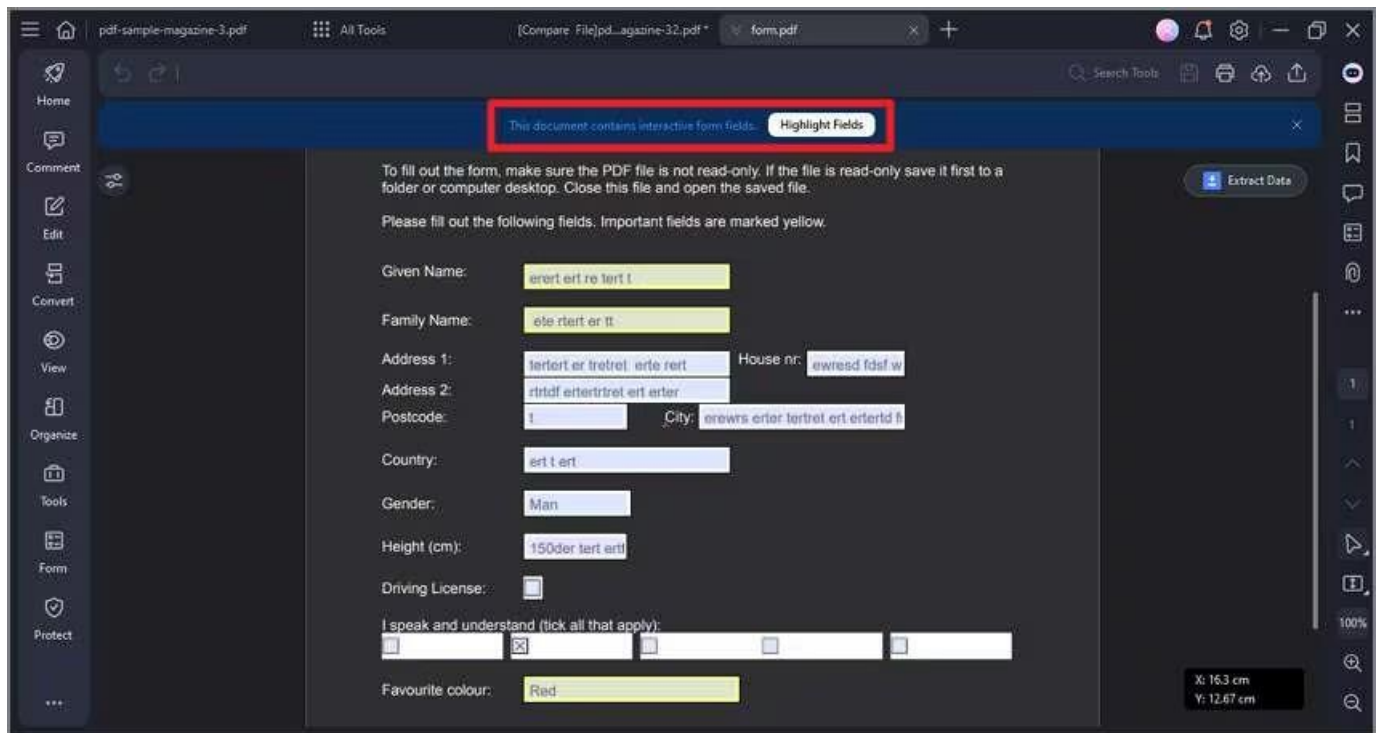 pdf-sample-magazine-3.pdf
All Tools
[Compare File]pd...agazine-32.pdf *
form.pdf
Search Tools
Home
Comment
Edit
Convert
View
Organize
Tools
Form
Protect
This document contains interactive form fields.
Highlight Fields
Extract Data
To fill out the form, make sure the PDF file is not read-only. If the file is read-only save it first to a
folder or computer desktop. Close this file and open the saved file.
Please fill out the following fields. Important fields are marked yellow.
Given Name: erert ert re tert t
Family Name: ete rtert er tt
Address 1: tertert er tretret erte rert House nr: ewresd fdsf w
Address 2: rtrtdf ertertrtret ert erter
Postcode: t City: erewrs erter tertret ert ertertd
Country: ert t ert
Gender: Man
Height (cm): 150der tert
Driving License:
I speak and understand (tick all that apply):
Favourite colour: Red
1
1
100%
X: 16.3 cm
Y: 12.67 cm